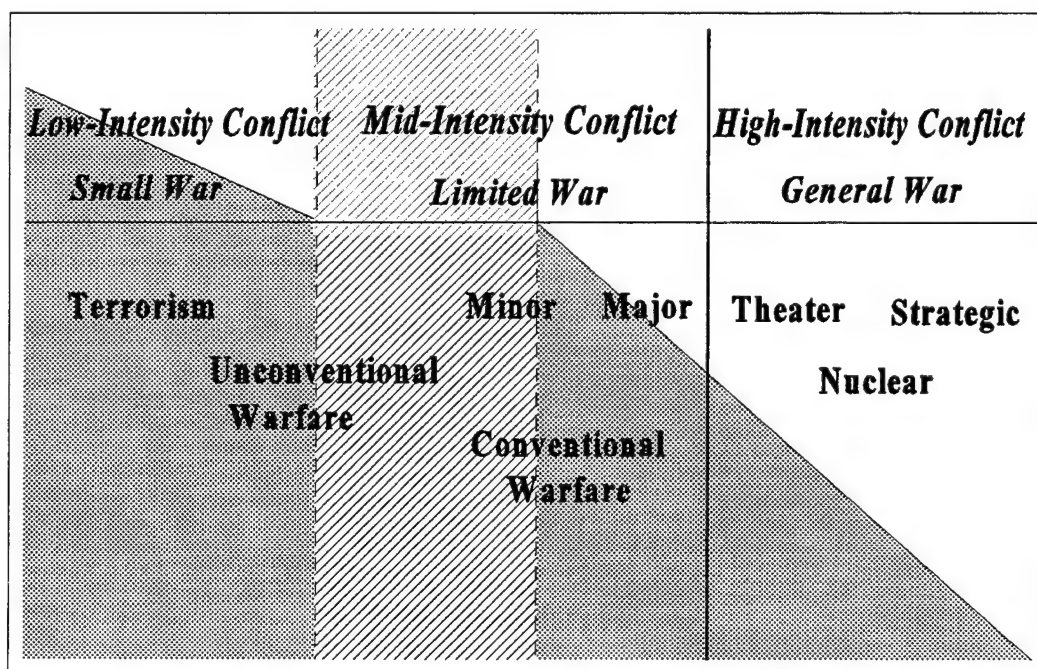 Low-Intensity Conflict Mid-Intensity Conflict High-Intensity Conflict
Small War Limited War General War
Terrorism Minor Major Theater Strategic
Unconventional Nuclear
Warfare
Conventional
Warfare